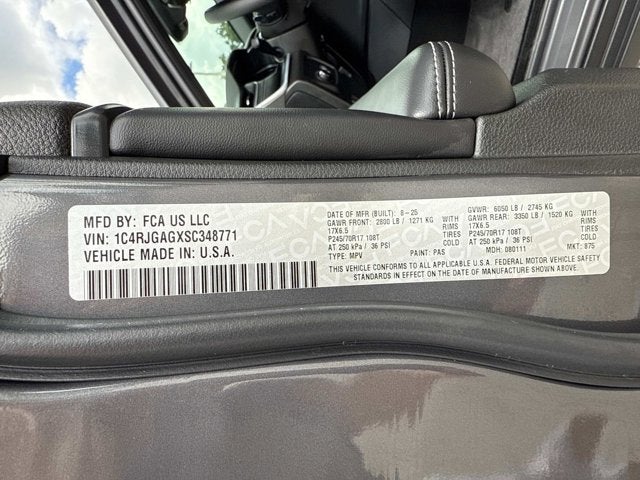 MFD BY: FCA US LLC
VIN: 1C4RJGAGXSC348771
VEHICLE MADE IN: U.S.A.
DATE OF MFR (BUILT): 8-25 GVWR: 6050 LB / 2745 KG
GAWR FRONT: 2800 LB / 1271 KG WITH GAWR REAR: 3350 LB / 1520 KG WITH
17X6.5 RIMS 17X6.5 RIMS
P245/70R17 108T TIRES P245/70R17 108T TIRES
AT 250 kPa / 36 PSI AT 250 kPa / 36 PSI COLD
TYPE: MPV PAINT: PAS MDH: 080111 MKT: 875
THIS VEHICLE CONFORMS TO ALL APPLICABLE U.S.A. FEDERAL MOTOR VEHICLE SAFETY
STANDARDS IN EFFECT ON THE DATE OF MANUFACTURE SHOWN ABOVE.